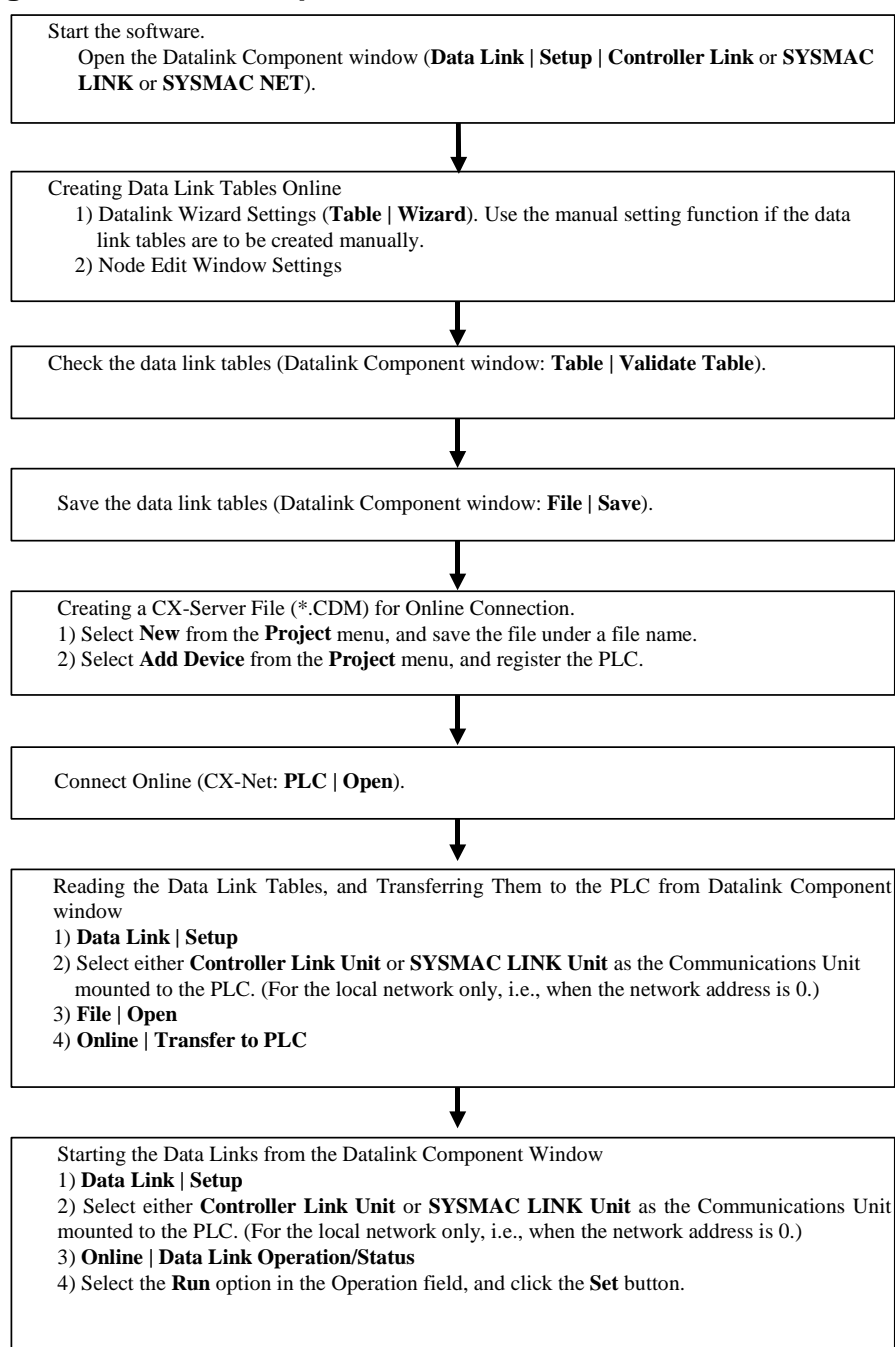 Start the software.
Open the Datalink Component window (Data Link | Setup | Controller Link or SYSMAC
LINK or SYSMAC NET).
Creating Data Link Tables Online
1) Datalink Wizard Settings (Table | Wizard). Use the manual setting function if the data
link tables are to be created manually.
2) Node Edit Window Settings
Check the data link tables (Datalink Component window: Table | Validate Table).
Save the data link tables (Datalink Component window: File | Save).
Creating a CX-Server File (*.CDM) for Online Connection.
1) Select New from the Project menu, and save the file under a file name.
2) Select Add Device from the Project menu, and register the PLC.
Connect Online (CX-Net: PLC | Open).
Reading the Data Link Tables, and Transferring Them to the PLC from Datalink Component
window
1) Data Link | Setup
2) Select either Controller Link Unit or SYSMAC LINK Unit as the Communications Unit
mounted to the PLC. (For the local network only, i.e., when the network address is 0.)
3) File | Open
4) Online | Transfer to PLC
Starting the Data Links from the Datalink Component Window
1) Data Link | Setup
2) Select either Controller Link Unit or SYSMAC LINK Unit as the Communications Unit
mounted to the PLC. (For the local network only, i.e., when the network address is 0.)
3) Online | Data Link Operation/Status
4) Select the Run option in the Operation field, and click the Set button.